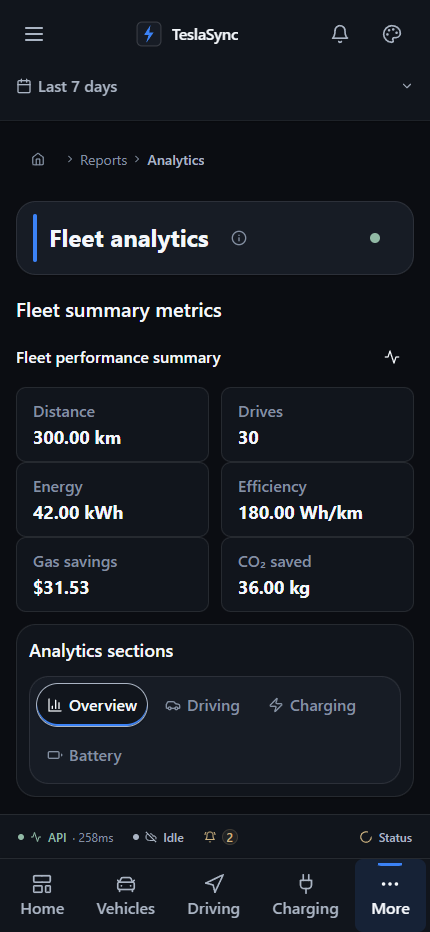 TeslaSync
Last 7 days
Reports > Analytics
Fleet analytics
Fleet summary metrics
Fleet performance summary
Distance
300.00 km
Drives
30
Energy
42.00 kWh
Efficiency
180.00 Wh/km
Gas savings
$31.53
CO₂ saved
36.00 kg
Analytics sections
Overview Driving Charging
Battery
API · 258ms Idle 2 Status
Home Vehicles Driving Charging More